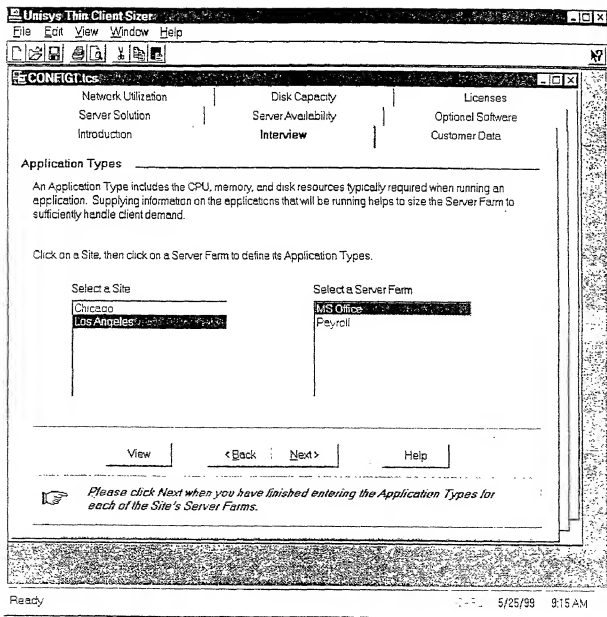 Unisys Thin Client Sizer
File Edit View Window Help
CONFIG1.tcs
Network Utilization Disk Capacity Licenses
Server Solution Server Availability Optional Software
Introduction Interview Customer Data
Application Types
An Application Type includes the CPU, memory, and disk resources typically required when running an
application. Supplying information on the applications that will be running helps to size the Server Farm to
sufficiently handle client demand.
Click on a Site, then click on a Server Farm to define its Application Types.
Select a Site Select a Server Farm
Chicago MS Office
Los Angeles Payroll
View < Back Next > Help
Please click Next when you have finished entering the Application Types for
each of the Site's Server Farms.
Ready 5/25/99 9:15 AM